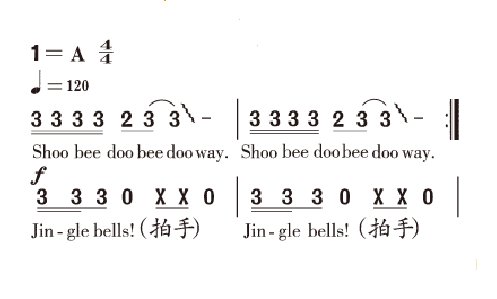 1 = A 4/4
♩ = 120
3 3 3 3 2 3 3 – | 3 3 3 3 2 3 3 – :‖
Shoo bee doo bee doo way. Shoo bee doo bee doo way.
f
3 3 3 0 X X 0 | 3 3 3 0 X X 0 |
Jin - gle bells! (拍手) Jin - gle bells! (拍手)